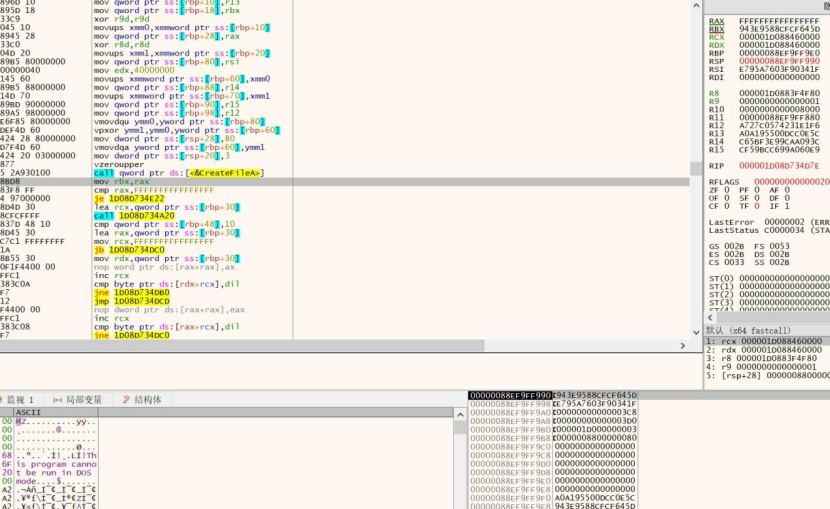 896D 10 mov qword ptr ss:[rbp+10],rsi
895D 18 mov qword ptr ss:[rbp+18],rbx
33C9 xor r9d,r9d
045 10 movups xmm0,xmmword ptr ss:[rbp+10]
8945 28 mov qword ptr ss:[rbp+28],rax
33C0 xor r8d,r8d
04D 20 movups xmm1,xmmword ptr ss:[rbp+20]
89B5 80000000 mov qword ptr ss:[rbp+80],rsi
00000040 mov edx,40000000
145 60 movups xmmword ptr ss:[rbp+60],xmm0
89B5 88000000 mov qword ptr ss:[rbp+88],r14
14D 70 movups xmmword ptr ss:[rbp+70],xmm1
89BD 90000000 mov qword ptr ss:[rbp+90],r15
89A5 98000000 mov qword ptr ss:[rbp+98],r12
E6F85 80000000 vmovdqu ymm0,yword ptr ss:[rbp+80]
DEF4D 60 vpxor ymm1,ymm0,yword ptr ss:[rbp+60]
424 28 80000000 mov dword ptr ss:[rsp+28],80
D7F4D 60 vmovdqa yword ptr ss:[rbp+60],ymm1
424 20 03000000 mov dword ptr ss:[rsp+20],3
877 vzeroupper
5 2A930100 call qword ptr ds:[<&CreateFileA>]
8BD8 mov rbx,rax
83F8 FF cmp rax,FFFFFFFFFFFFFFFF
4 97000000 je 1D08D734E22
8D4D 30 lea rcx,qword ptr ss:[rbp+30]
8CFCFFFF call 1D08D734A20
837D 48 10 cmp qword ptr ss:[rbp+48],10
8D45 30 lea rax,qword ptr ss:[rbp+30]
C7C1 FFFFFFFF mov rcx,FFFFFFFFFFFFFFFF
1A jb 1D08D734DC0
8B55 30 mov rdx,qword ptr ss:[rbp+30]
0F1F4400 00 nop word ptr ds:[rax+rax],ax
FFC1 inc rcx
383C0A cmp byte ptr ds:[rdx+rcx],dil
F7 jne 1D08D734DB0
12 jmp 1D08D734DCD
F4400 00 nop dword ptr ds:[rax+rax],eax
FFC1 inc rcx
383C08 cmp byte ptr ds:[rax+rcx],dil
F7 jne 1D08D734DC0
RAX FFFFFFFFFFFFFFFF
RBX 943E9588CFCF645D
RCX 000001D088460000
RDX 000001D088460000
RBP 00000088EF9FF9E0
RSP 00000088EF9FF990
RSI E795A7603F90341F
RDI 0000000000000000
R8 000001D0883F4F80
R9 0000000000000001
R10 0000000000008000
R11 00000088EF9FF880
R12 A727C0574231E1F6
R13 A0A195500DCC0E5C
R14 C65BF3E99CAA093C
R15 CF59BCC699A060E9
RIP 000001D08D734D7E
RFLAGS 0000000000000020
ZF 0 PF 0 AF 0
OF 0 SF 0 DF 0
CF 0 TF 0 IF 1
LastError 00000002 (ERR
LastStatus C0000034 (STA
GS 002B FS 0053
ES 002B DS 002B
CS 0033 SS 002B
ST(0) 000000000000000000
ST(1) 000000000000000000
ST(2) 000000000000000000
ST(3) 000000000000000000
默认 (x64 fastcall)
1: rcx 000001D088460000
2: rdx 000001D088460000
3: r8 000001D0883F4F80
4: r9 0000000000000001
5: [rsp+28] 0000008800000
监视 1 局部变量 结构体
ASCII
00 MZ..........ÿÿ..
00 ........@.......
00 ................
00 ............Ø...
68 ..º..´.Í!¸.LÍ!Th
6F is program canno
20 t be run in DOS
00 mode....$.......
00000088EF9FF990 943E9588CFCF645D
00000088EF9FF998 E795A7603F90341F
00000088EF9FF9A0 00000000000003C8
00000088EF9FF9A8 00000000000003D0
00000088EF9FF9B0 000001D000000003
00000088EF9FF9B8 0000008800000080
00000088EF9FF9C0 0000000000000000
00000088EF9FF9C8 0000000000000000
00000088EF9FF9D0 0000000000000000
00000088EF9FF9D8 0000000000000000
00000088EF9FF9E0 0000000000000000
00000088EF9FF9E8 0000000000000000
00000088EF9FF9F0 A0A195500DCC0E5C
00000088EF9FF9F8 943E9588CFCF645D